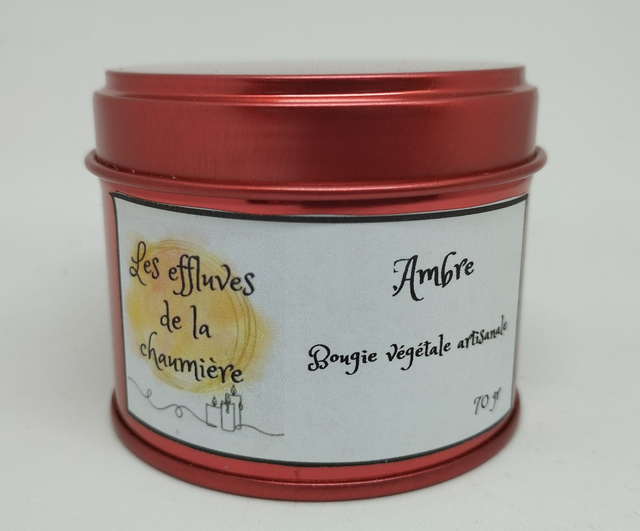 Les effluves
de la
chaumière
Ambre
Bougie végétale artisanale
70 gr